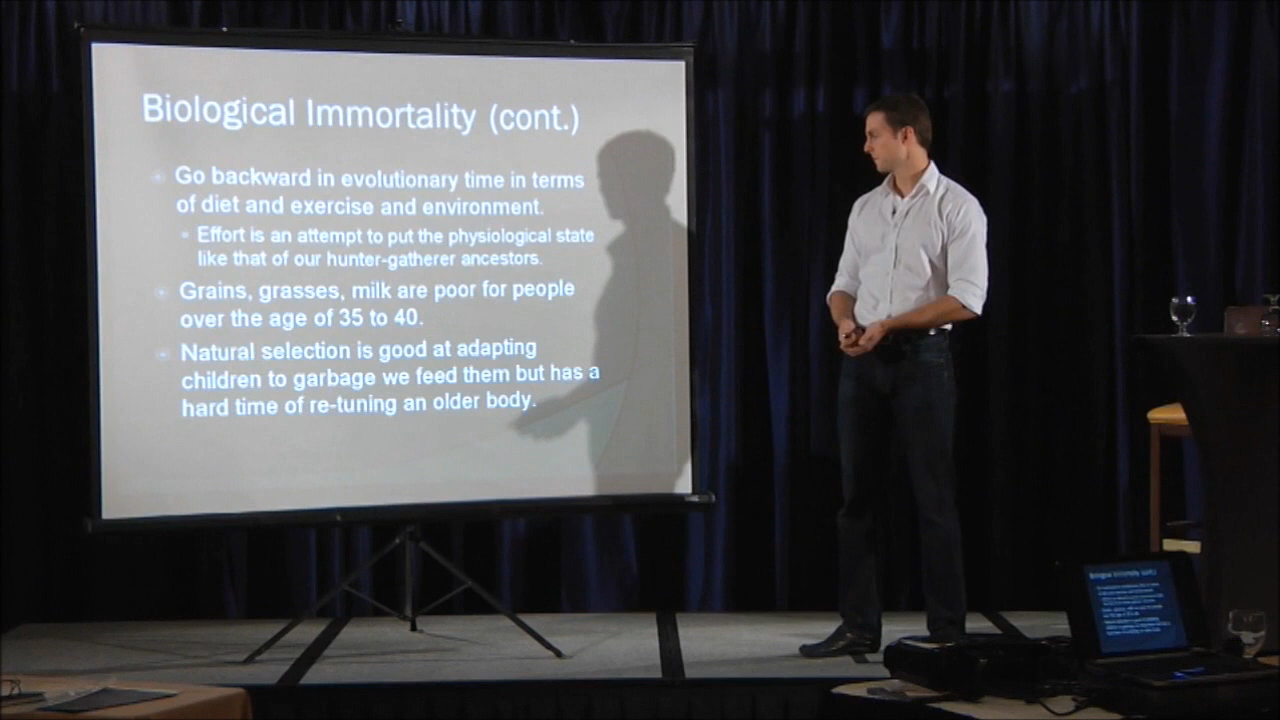 Biological Immortality (cont.)
Go backward in evolutionary time in terms
of diet and exercise and environment.
Effort is an attempt to put the physiological state
like that of our hunter-gatherer ancestors.
Grains, grasses, milk are poor for people
over the age of 35 to 40.
Natural selection is good at adapting
children to garbage we feed them but has a
hard time of re-tuning an older body.
Biological Immortality (cont.)